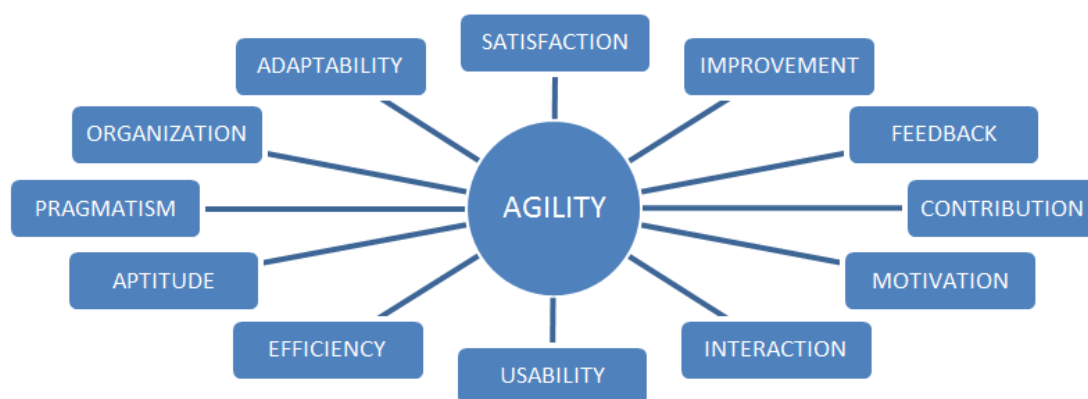 SATISFACTION
ADAPTABILITY
IMPROVEMENT
ORGANIZATION
FEEDBACK
PRAGMATISM
AGILITY
CONTRIBUTION
APTITUDE
MOTIVATION
EFFICIENCY
INTERACTION
USABILITY